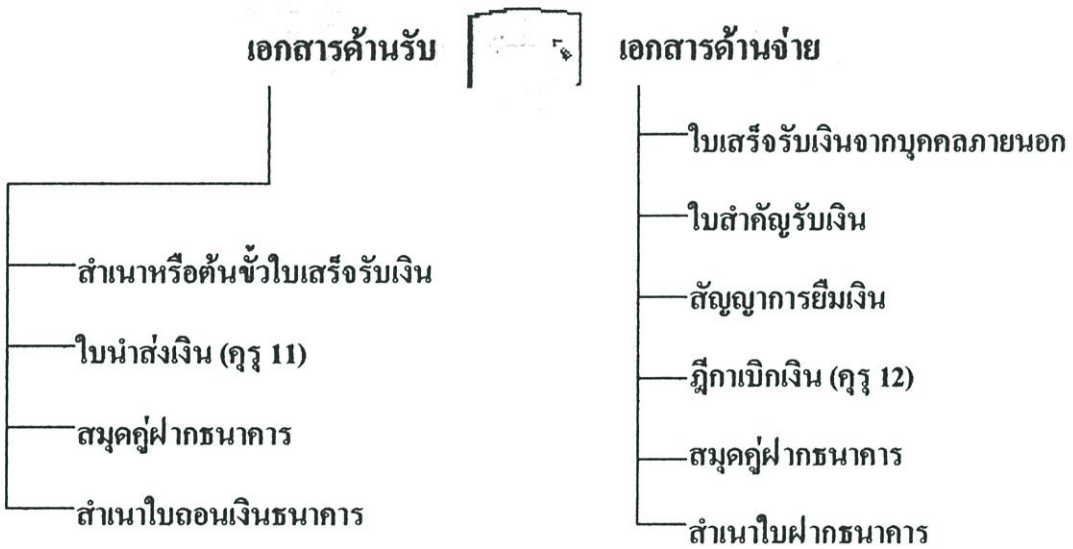 เอกสารด้านรับ
สำเนาหรือต้นขั้วใบเสร็จรับเงิน
ใบนำส่งเงิน (คุรุ 11)
สมุดคู่ฝากธนาคาร
สำเนาใบถอนเงินธนาคาร
เอกสารด้านจ่าย
ใบเสร็จรับเงินจากบุคคลภายนอก
ใบสำคัญรับเงิน
สัญญาการยืมเงิน
ฎีกาเบิกเงิน (คุรุ 12)
สมุดคู่ฝากธนาคาร
สำเนาใบฝากธนาคาร